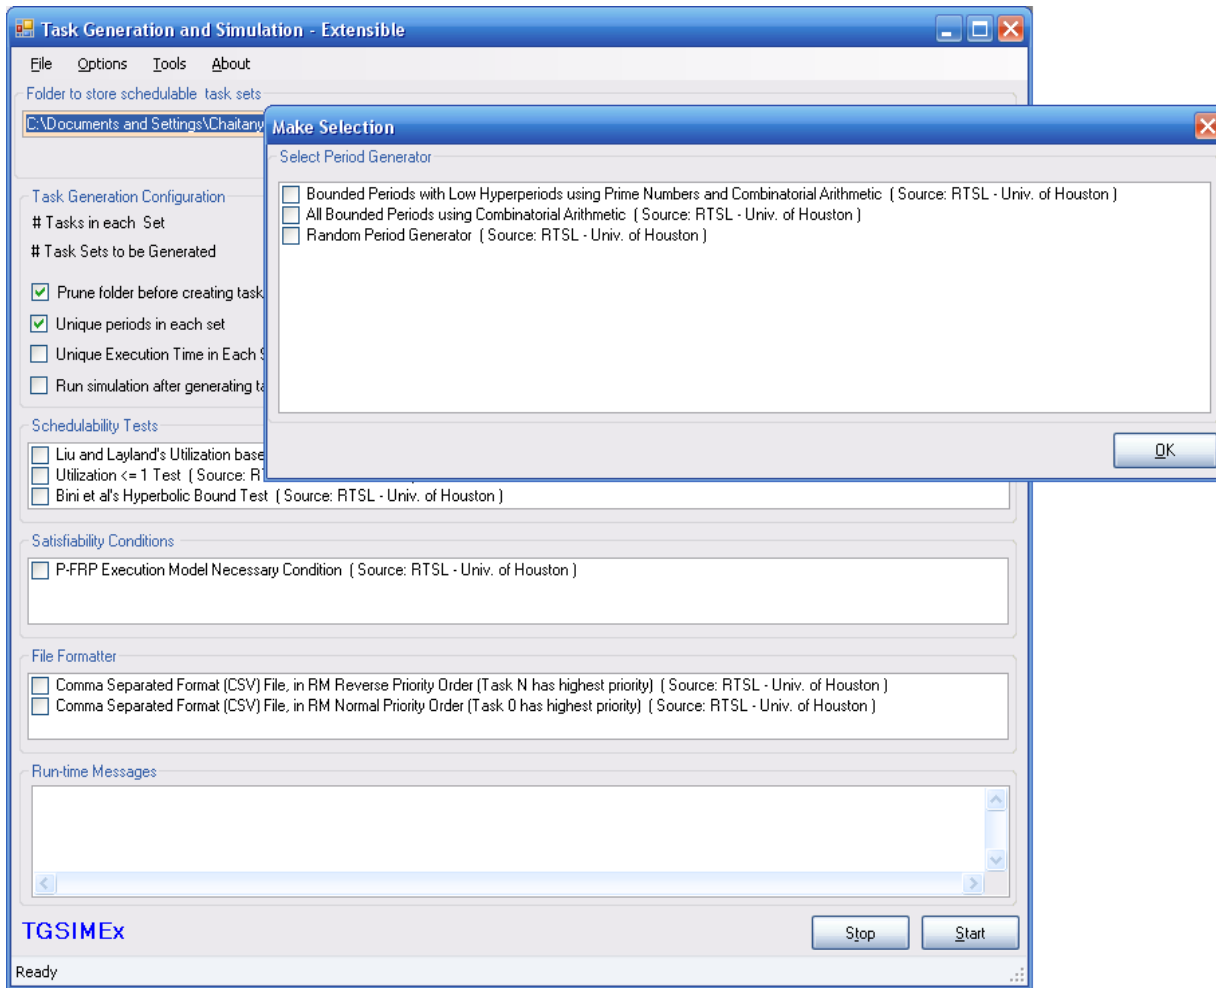 Task Generation and Simulation - Extensible
File Options Tools About
Folder to store schedulable task sets
C:\Documents and Settings\Chaitany
Make Selection
Select Period Generator
Bounded Periods with Low Hyperperiods using Prime Numbers and Combinatorial Arithmetic ( Source: RTSL - Univ. of Houston )
All Bounded Periods using Combinatorial Arithmetic ( Source: RTSL - Univ. of Houston )
Random Period Generator ( Source: RTSL - Univ. of Houston )
OK
Task Generation Configuration
# Tasks in each Set
# Task Sets to be Generated
Prune folder before creating task
Unique periods in each set
Unique Execution Time in Each
Run simulation after generating
Schedulability Tests
Liu and Layland's Utilization base
Utilization <= 1 Test ( Source: RT
Bini et al's Hyperbolic Bound Test ( Source: RTSL - Univ. of Houston )
Satisfiability Conditions
P-FRP Execution Model Necessary Condition ( Source: RTSL - Univ. of Houston )
File Formatter
Comma Separated Format (CSV) File, in RM Reverse Priority Order (Task N has highest priority) ( Source: RTSL - Univ. of Houston )
Comma Separated Format (CSV) File, in RM Normal Priority Order (Task 0 has highest priority) ( Source: RTSL - Univ. of Houston )
Run-time Messages
TGSIMEx
Stop
Start
Ready